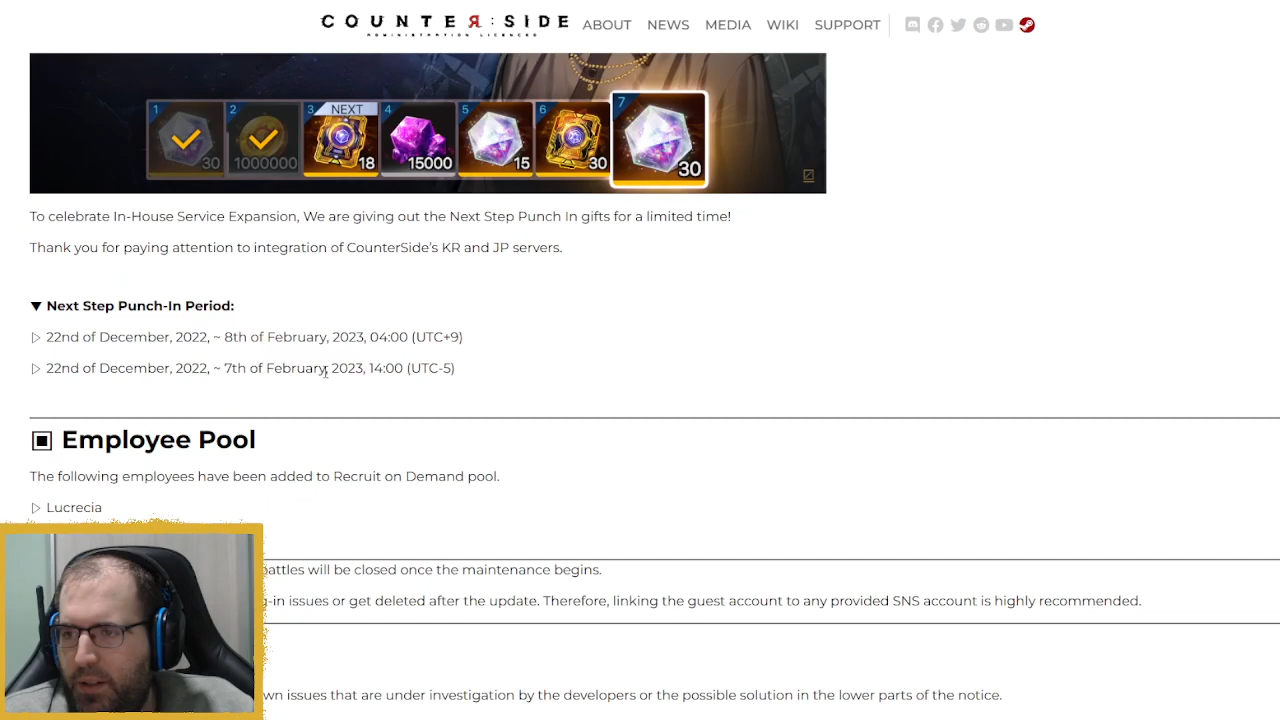 COUNTER:SIDE ABOUT NEWS MEDIA WIKI SUPPORT
ADMINISTRATION LICENCES
1 2 3 NEXT 4 5 6 7
30 1000000 18 15000 15 30 30
To celebrate In-House Service Expansion, We are giving out the Next Step Punch In gifts for a limited time!
Thank you for paying attention to integration of CounterSide's KR and JP servers.
▼ Next Step Punch-In Period:
▷ 22nd of December, 2022, ~ 8th of February, 2023, 04:00 (UTC+9)
▷ 22nd of December, 2022, ~ 7th of February, 2023, 14:00 (UTC-5)
▣ Employee Pool
The following employees have been added to Recruit on Demand pool.
▷ Lucrecia
attles will be closed once the maintenance begins.
g-in issues or get deleted after the update. Therefore, linking the guest account to any provided SNS account is highly recommended.
wn issues that are under investigation by the developers or the possible solution in the lower parts of the notice.